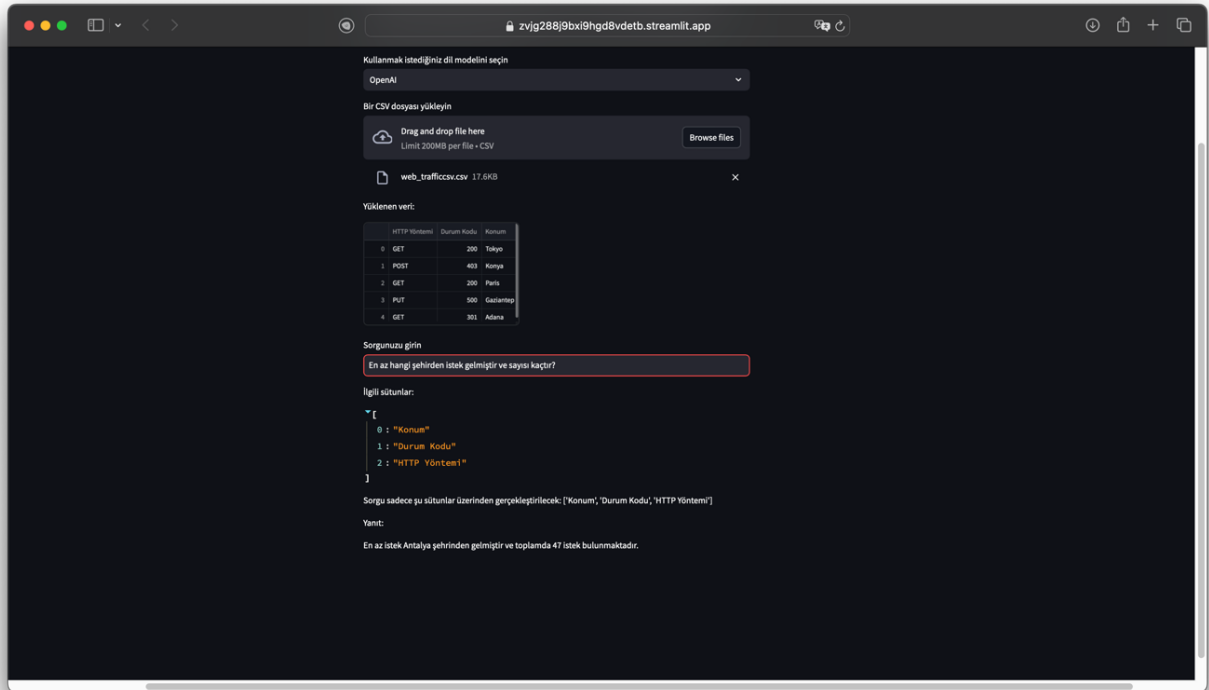 zvjg288j9bxi9hgd8vdetb.streamlit.app
Kullanmak istediğiniz dil modelini seçin
OpenAI
Bir CSV dosyası yükleyin
Drag and drop file here
Limit 200MB per file • CSV
Browse files
web_trafficcsv.csv 17.6KB
Yüklenen veri:
HTTP Yöntemi Durum Kodu Konum
0 GET 200 Tokyo
1 POST 403 Konya
2 GET 200 Paris
3 PUT 500 Gaziantep
4 GET 301 Adana
Sorgunuzu girin
En az hangi şehirden istek gelmiştir ve sayısı kaçtır?
İlgili sütunlar:
[
0 : "Konum"
1 : "Durum Kodu"
2 : "HTTP Yöntemi"
]
Sorgu sadece şu sütunlar üzerinden gerçekleştirilecek: ['Konum', 'Durum Kodu', 'HTTP Yöntemi']
Yanıt:
En az istek Antalya şehrinden gelmiştir ve toplamda 47 istek bulunmaktadır.